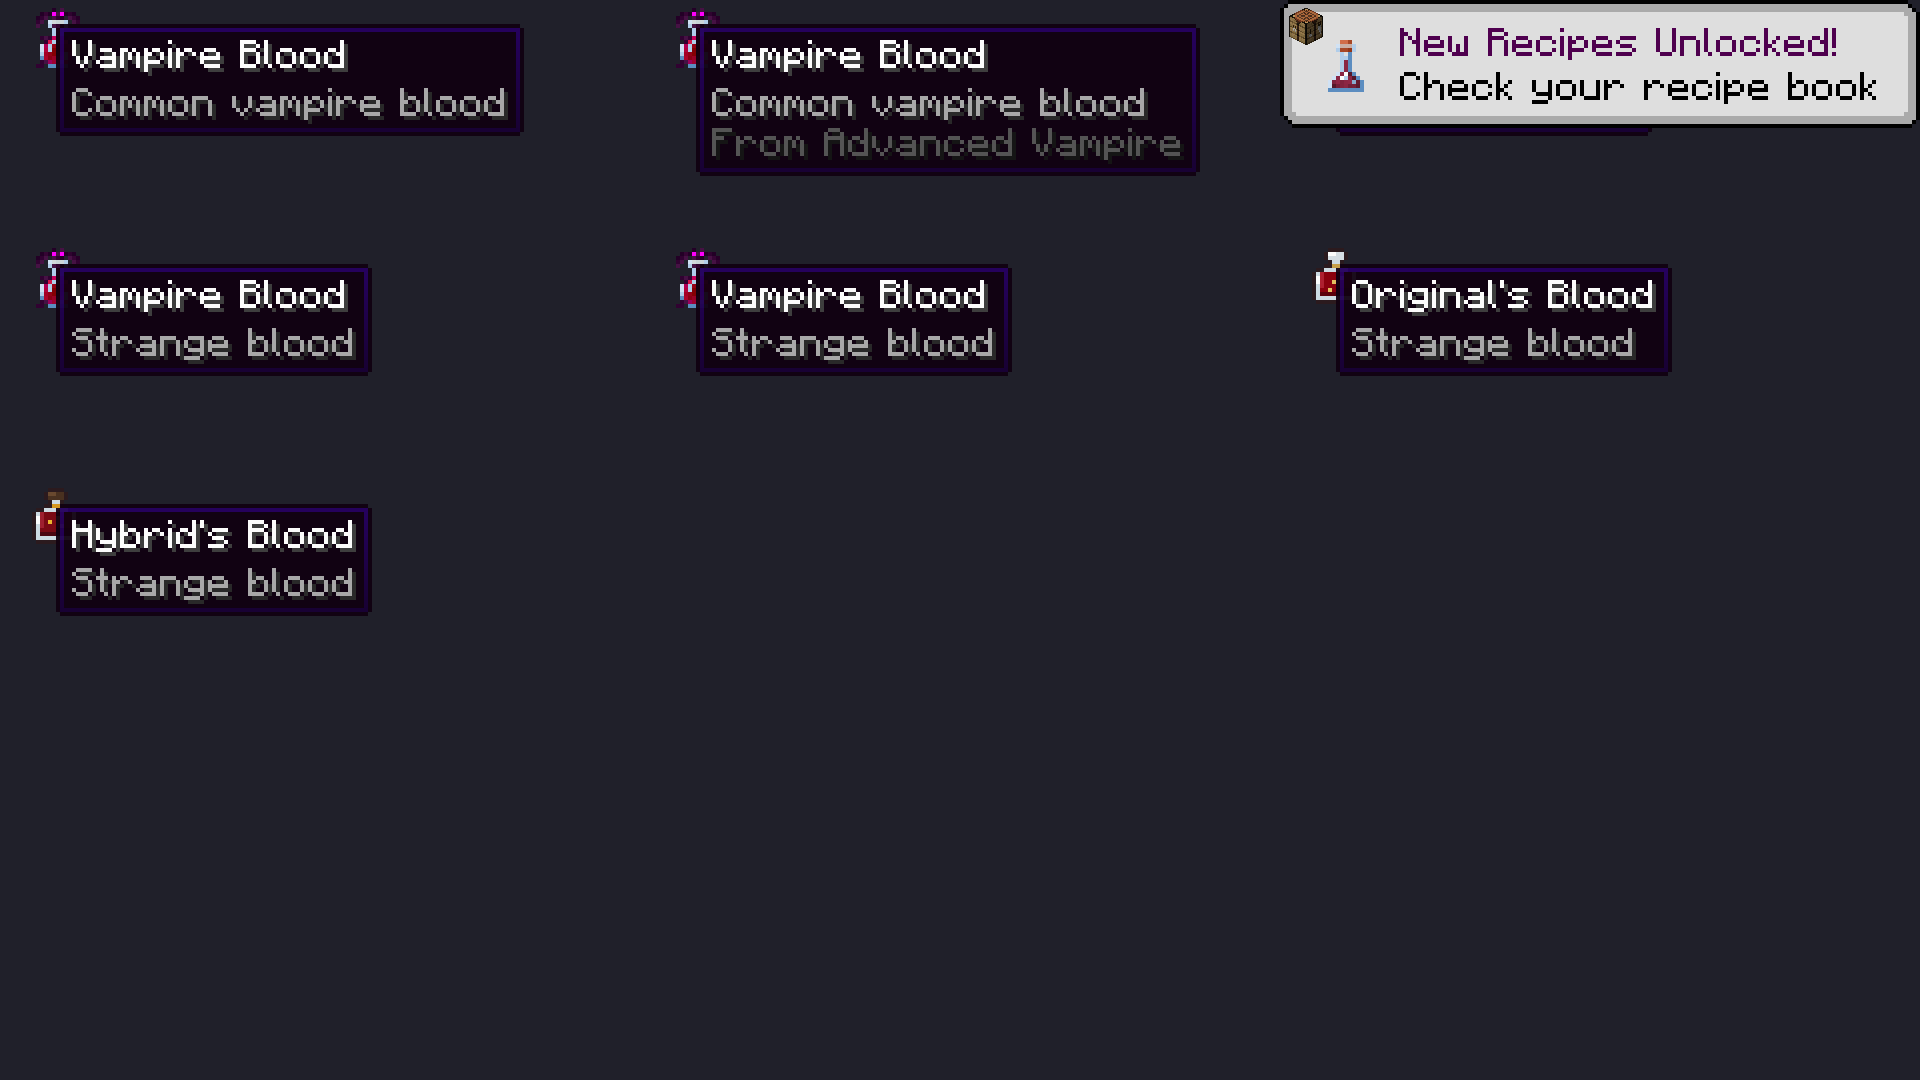 Vampire Blood
Common vampire blood
Vampire Blood
Common vampire blood
From Advanced Vampire
New Recipes Unlocked!
Check your recipe book
Vampire Blood
Strange blood
Vampire Blood
Strange blood
Original's Blood
Strange blood
Hybrid's Blood
Strange blood